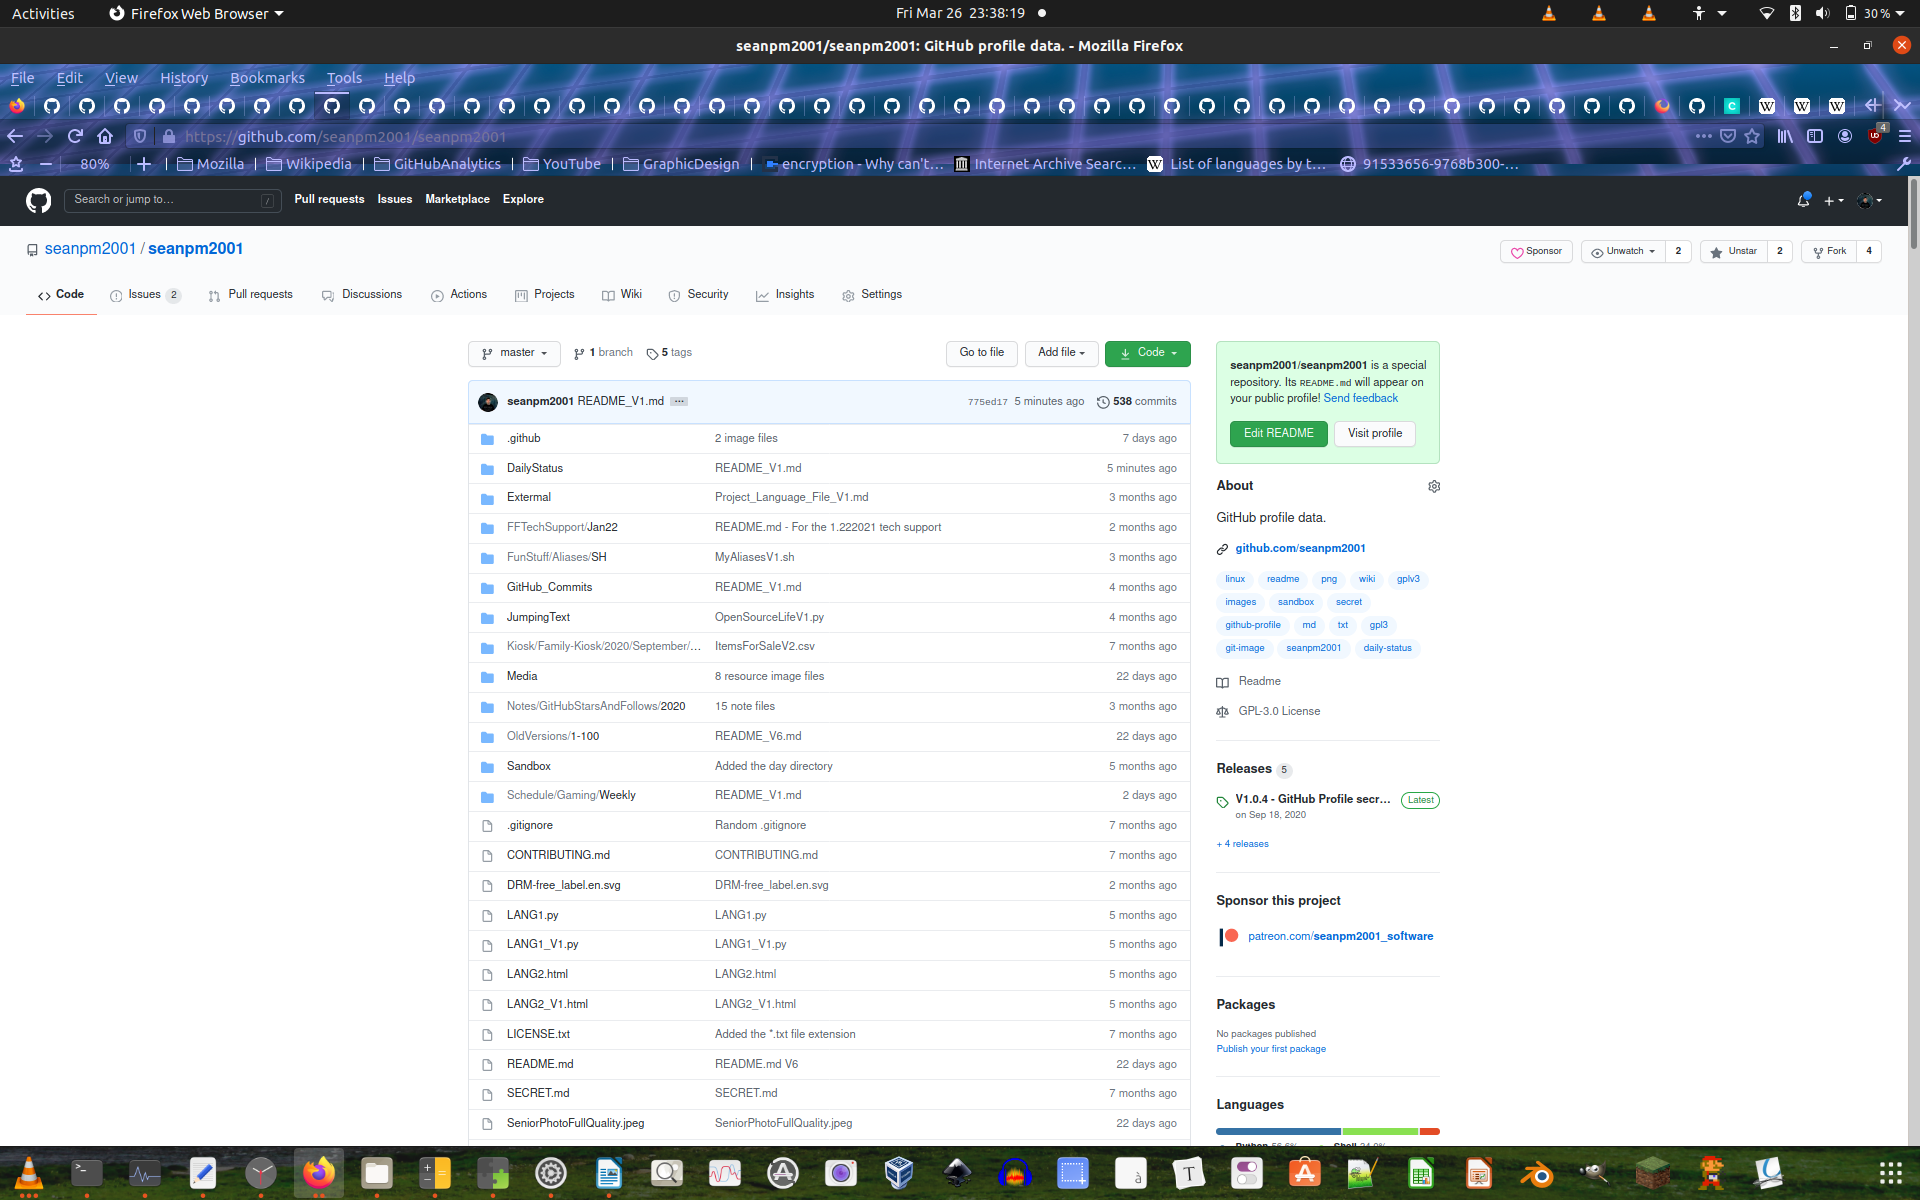 Activities Firefox Web Browser Fri Mar 26 23:38:19 30 %
seanpm2001/seanpm2001: GitHub profile data. - Mozilla Firefox
File Edit View History Bookmarks Tools Help
https://github.com/seanpm2001/seanpm2001 4
80% Mozilla Wikipedia GitHubAnalytics YouTube GraphicDesign encryption - Why can't… Internet Archive Searc… List of languages by t… 91533656-9768b300-…
Search or jump to… / Pull requests Issues Marketplace Explore
seanpm2001 / seanpm2001 Sponsor Unwatch 2 Unstar 2 Fork 4
Code Issues 2 Pull requests Discussions Actions Projects Wiki Security Insights Settings
master 1 branch 5 tags Go to file Add file Code
seanpm2001 README_V1.md … 775ed17 5 minutes ago 538 commits
.github 2 image files 7 days ago
DailyStatus README_V1.md 5 minutes ago
Extermal Project_Language_File_V1.md 3 months ago
FFTechSupport/Jan22 README.md - For the 1.222021 tech support 2 months ago
FunStuff/Aliases/SH MyAliasesV1.sh 3 months ago
GitHub_Commits README_V1.md 4 months ago
JumpingText OpenSourceLifeV1.py 4 months ago
Kiosk/Family-Kiosk/2020/September/… ItemsForSaleV2.csv 7 months ago
Media 8 resource image files 22 days ago
Notes/GitHubStarsAndFollows/2020 15 note files 3 months ago
OldVersions/1-100 README_V6.md 22 days ago
Sandbox Added the day directory 5 months ago
Schedule/Gaming/Weekly README_V1.md 2 days ago
.gitignore Random .gitignore 7 months ago
CONTRIBUTING.md CONTRIBUTING.md 7 months ago
DRM-free_label.en.svg DRM-free_label.en.svg 2 months ago
LANG1.py LANG1.py 5 months ago
LANG1_V1.py LANG1_V1.py 5 months ago
LANG2.html LANG2.html 5 months ago
LANG2_V1.html LANG2_V1.html 5 months ago
LICENSE.txt Added the *.txt file extension 7 months ago
README.md README.md V6 22 days ago
SECRET.md SECRET.md 7 months ago
SeniorPhotoFullQuality.jpeg SeniorPhotoFullQuality.jpeg 22 days ago
seanpm2001/seanpm2001 is a special
repository. Its README.md will appear on
your public profile! Send feedback
Edit README Visit profile
About
GitHub profile data.
github.com/seanpm2001
linux readme png wiki gplv3
images sandbox secret
github-profile md txt gpl3
git-image seanpm2001 daily-status
Readme
GPL-3.0 License
Releases 5
V1.0.4 - GitHub Profile secr… Latest
on Sep 18, 2020
+ 4 releases
Sponsor this project
patreon.com/seanpm2001_software
Packages
No packages published
Publish your first package
Languages